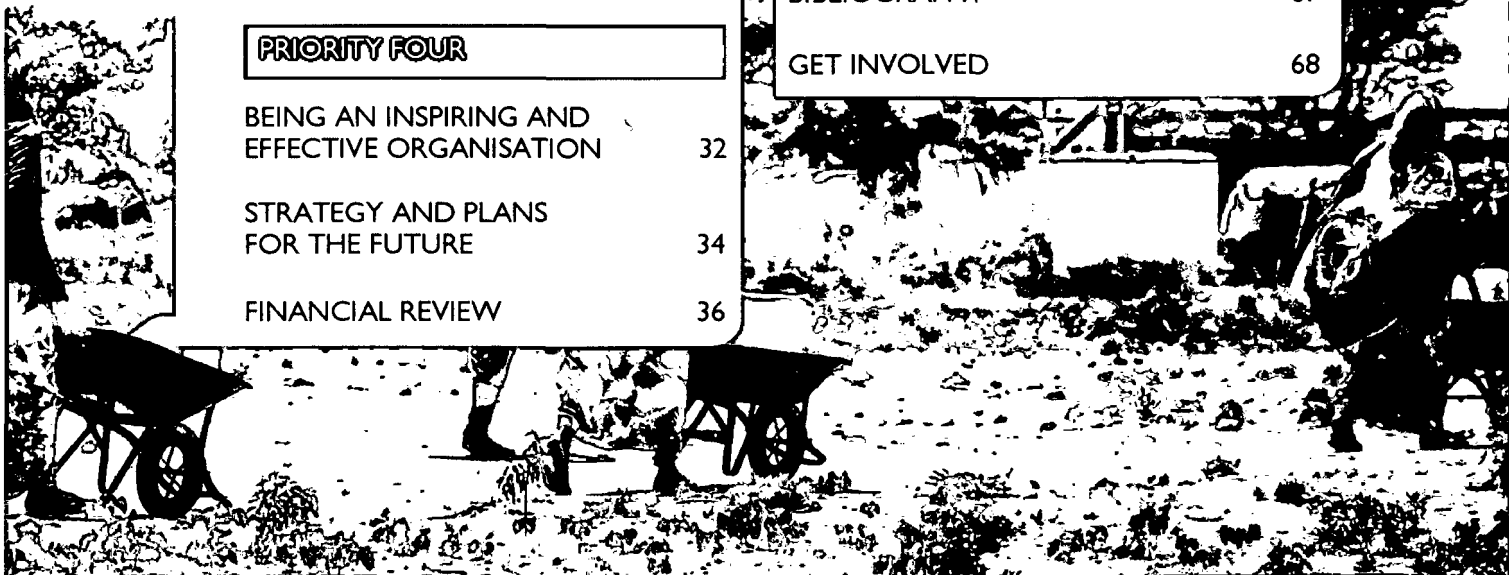 PRIORITY FOUR
BEING AN INSPIRING AND
EFFECTIVE ORGANISATION 32
STRATEGY AND PLANS
FOR THE FUTURE 34
FINANCIAL REVIEW 36
GET INVOLVED 68